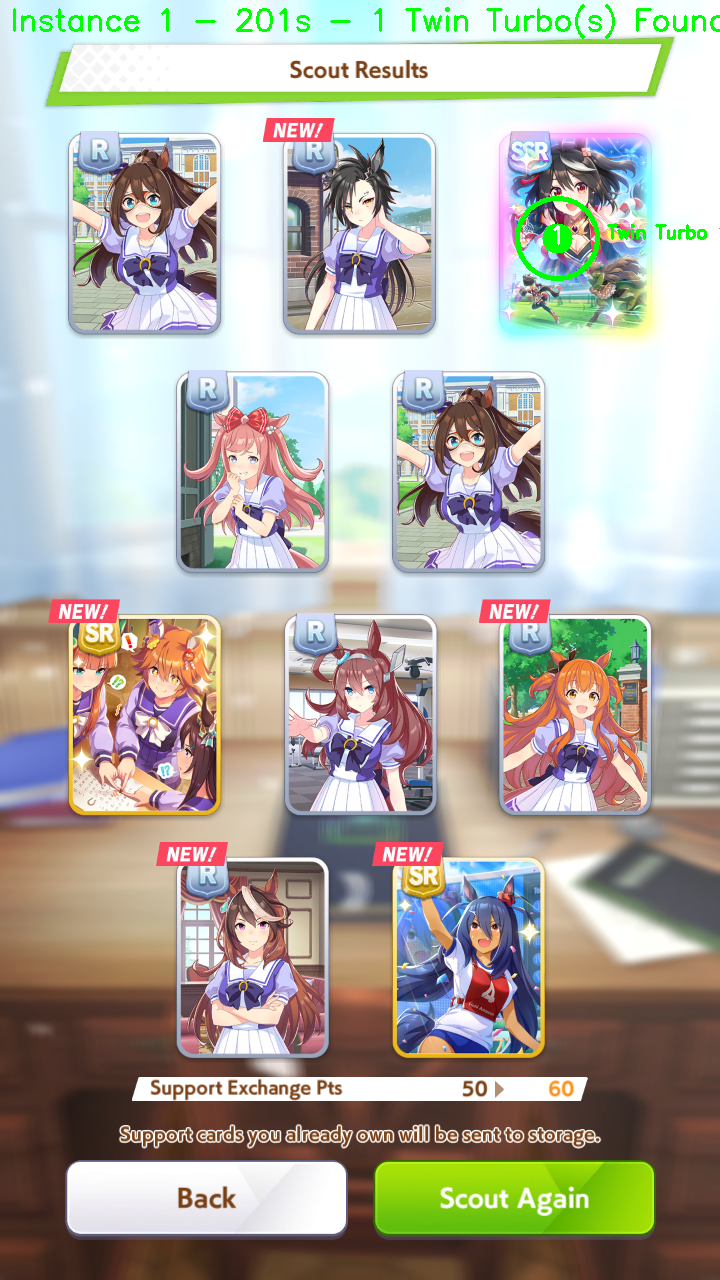 Instance 1 - 201s - 1 Twin Turbo(s) Found
Scout Results
R
NEW!
R
SSR
1
Twin Turbo
R
R
NEW!
SR
R
NEW!
R
NEW!
R
NEW!
SR
Support Exchange Pts 50 60
Support cards you already own will be sent to storage.
Back
Scout Again